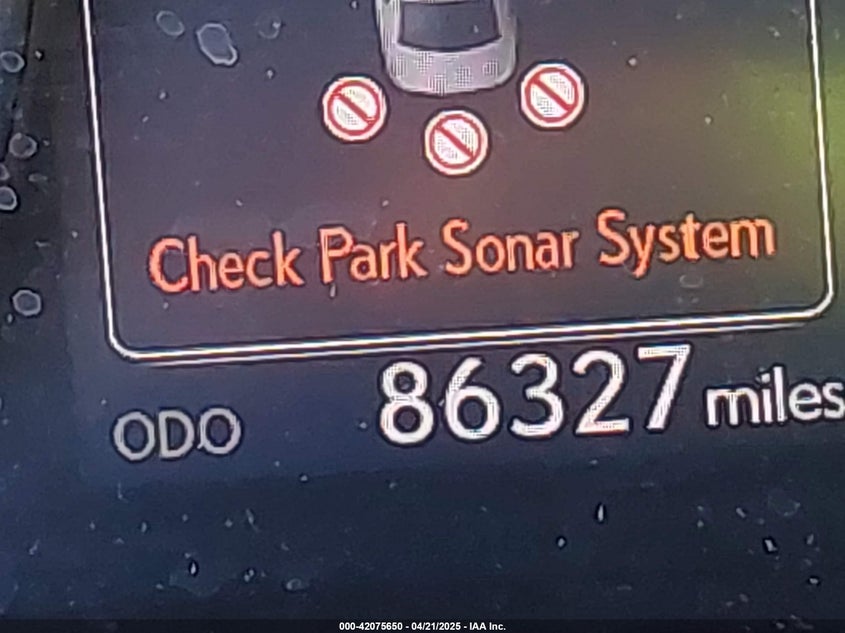 Check Park Sonar System
ODO 86327 miles
000-42075650 - 04/21/2025 - IAA Inc.